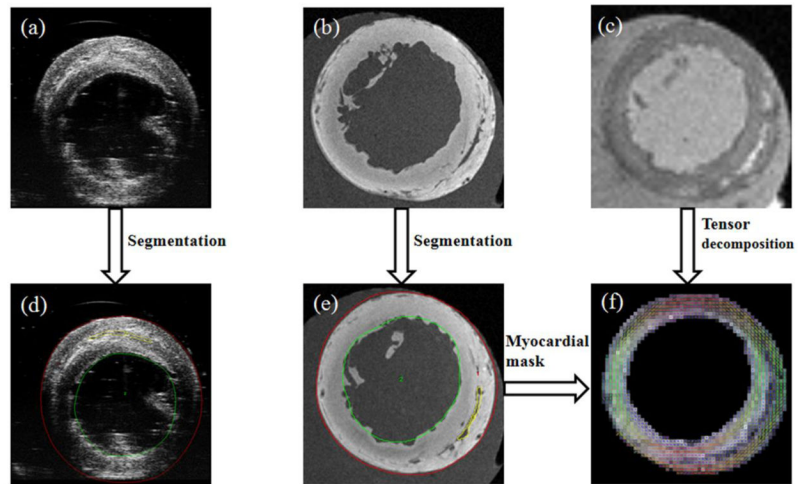 (a)
(b)
(c)
Segmentation
Segmentation
Tensor
decomposition
(d)
(e)
Myocardial
mask
(f)